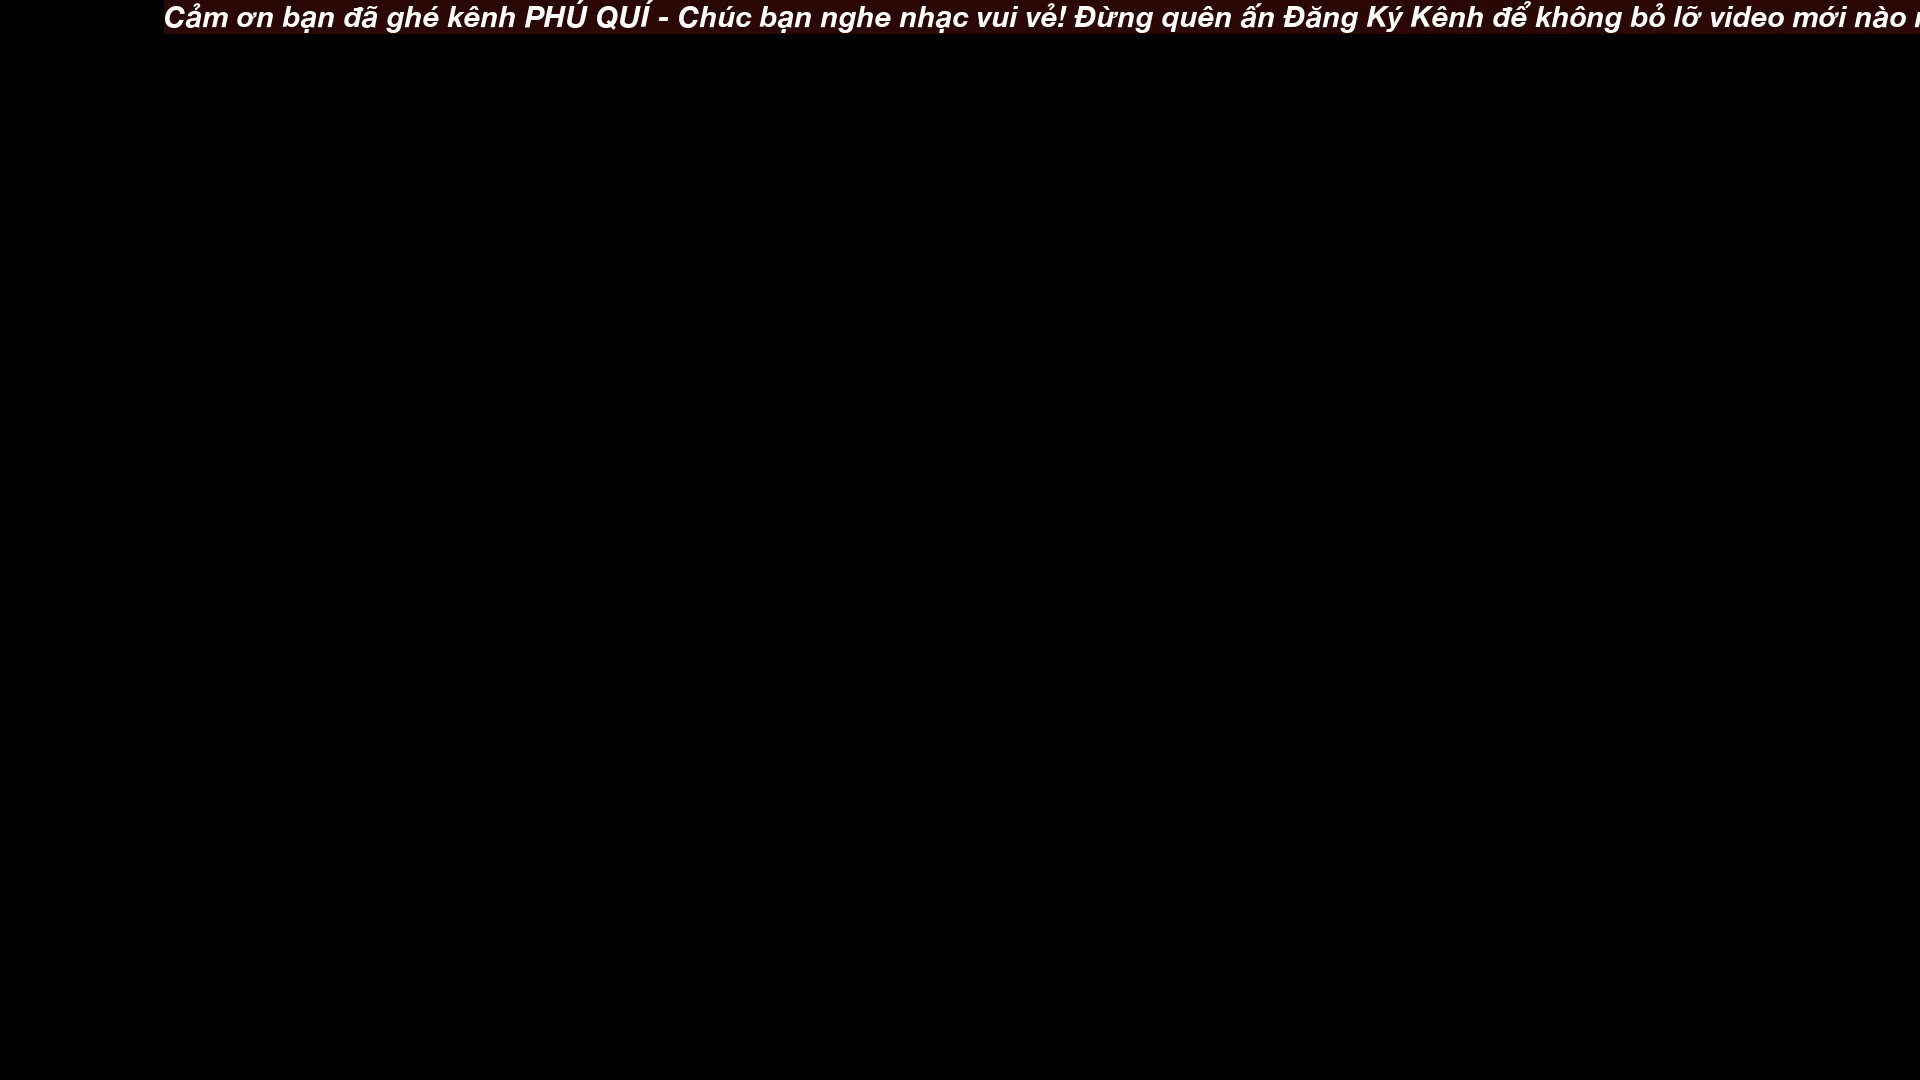 Cảm ơn bạn đã ghé kênh PHÚ QUÍ - Chúc bạn nghe nhạc vui vẻ! Đừng quên ấn Đăng Ký Kênh để không bỏ lỡ video mới nào